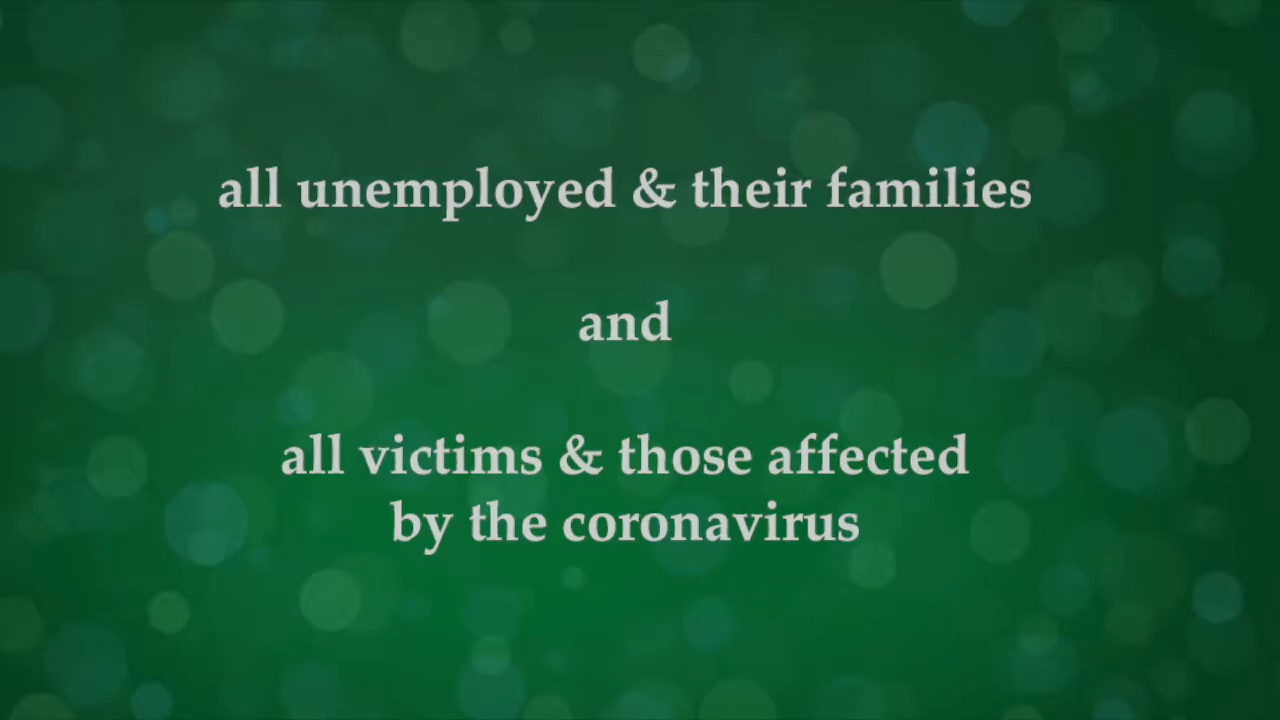 all unemployed & their families
and
all victims & those affected
by the coronavirus